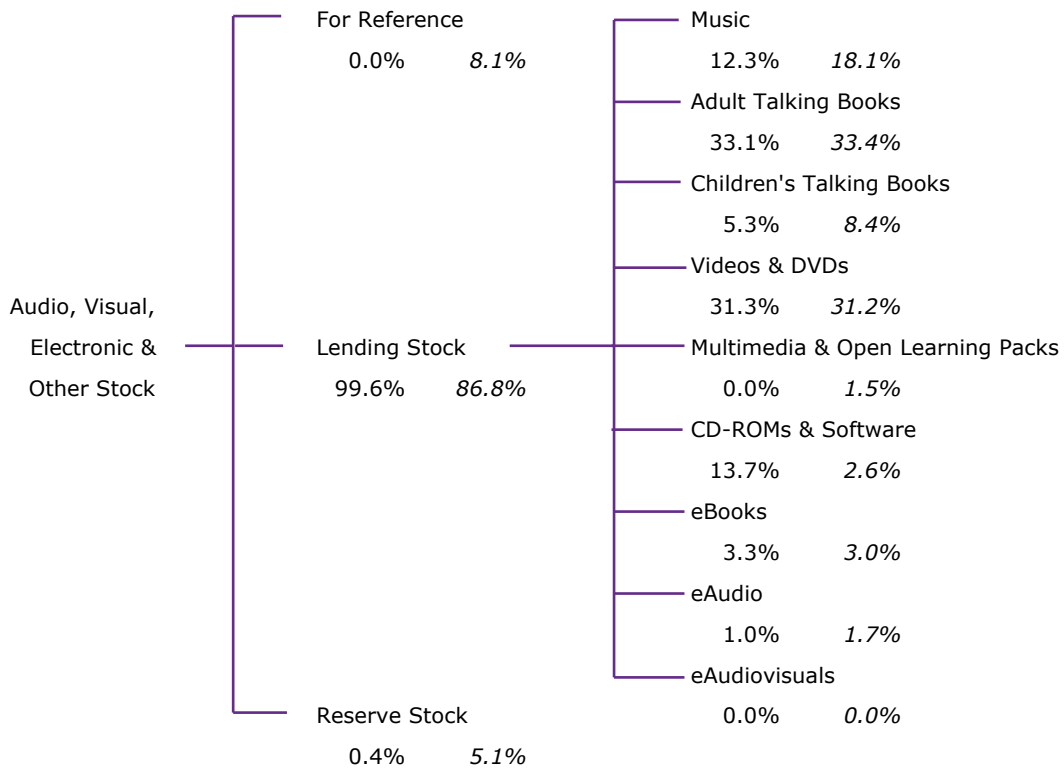 Audio, Visual,
Electronic &
Other Stock
For Reference
0.0% 8.1%
Lending Stock
99.6% 86.8%
Reserve Stock
0.4% 5.1%
Music
12.3% 18.1%
Adult Talking Books
33.1% 33.4%
Children's Talking Books
5.3% 8.4%
Videos & DVDs
31.3% 31.2%
Multimedia & Open Learning Packs
0.0% 1.5%
CD-ROMs & Software
13.7% 2.6%
eBooks
3.3% 3.0%
eAudio
1.0% 1.7%
eAudiovisuals
0.0% 0.0%